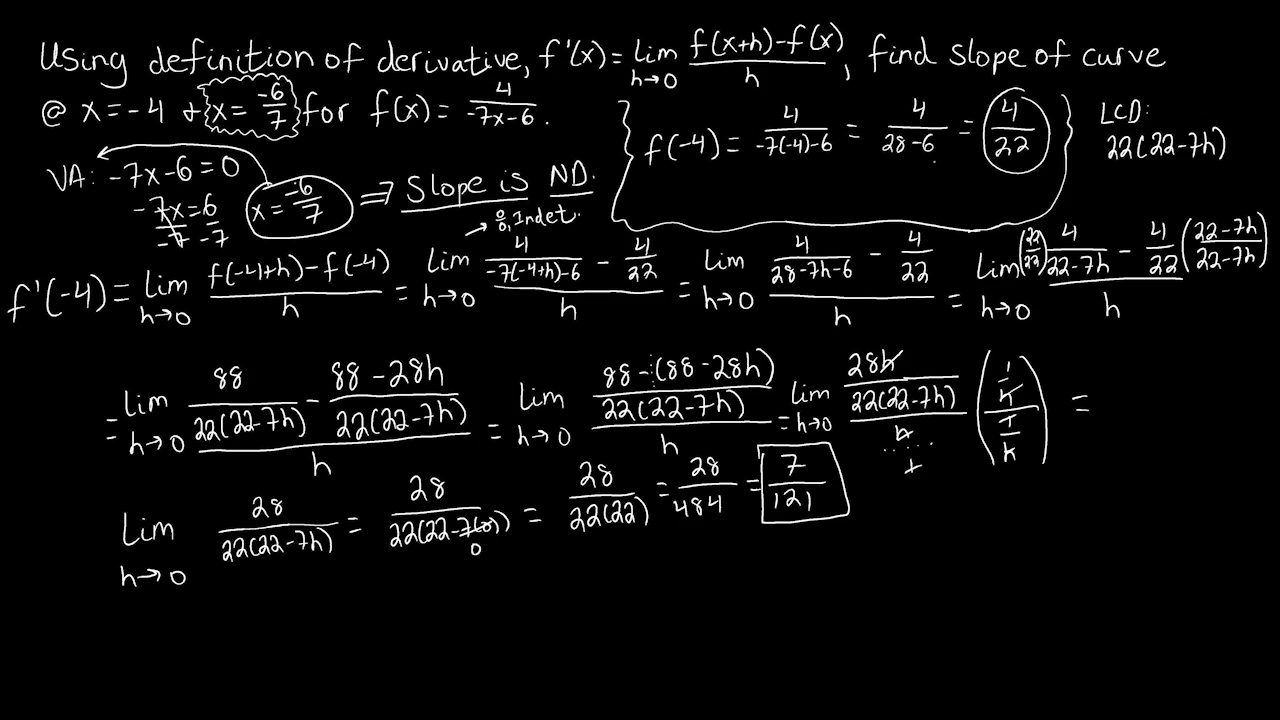 Using definition of derivative, f'(x) = Lim h→0 (f(x+h)-f(x))/h, find slope of curve
@ x = -4 + x = -6/7 for f(x) = 4/(-7x-6).
f(-4) = 4/(-7(-4)-6) = 4/(28-6) = 4/22
LCD:
22(22-7h)
VA: -7x-6 = 0
-7x/-7 = 6/-7
x = -6/7 ⇒ Slope is ND.
→ 0/0, Indet.
f'(-4) = Lim h→0 (f(-4+h)-f(-4))/h = Lim h→0 (4/(-7(-4+h)-6) - 4/22)/h = Lim h→0 (4/(28-7h-6) - 4/22)/h = Lim h→0 ((22/22) 4/(22-7h) - 4/22 ((22-7h)/(22-7h)))/h
= Lim h→0 (88/(22(22-7h)) - (88-28h)/(22(22-7h)))/h = Lim h→0 ((88-(88-28h))/(22(22-7h)))/h = Lim h→0 (28h/(22(22-7h)))/(h/1) ((1/h)/(1/h)) =
Lim h→0 28/(22(22-7h)) = 28/(22(22-7(0))) 0 = 28/(22(22)) = 28/484 = 7/121